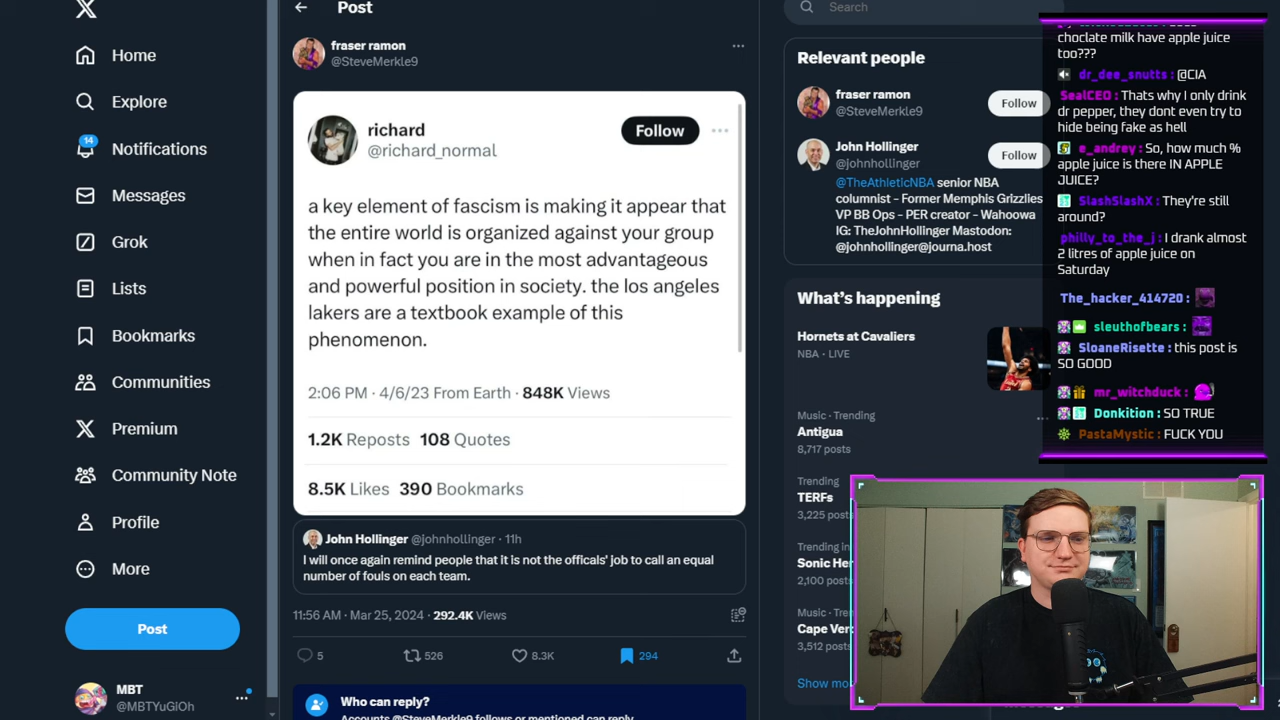 Post
Search
Home
Explore
14
Notifications
Messages
Grok
Lists
Bookmarks
Communities
Premium
Community Note
Profile
More
Post
MBT
@MBTYuGiOh
fraser ramon
@SteveMerkle9
richard
@richard_normal
Follow
a key element of fascism is making it appear that
the entire world is organized against your group
when in fact you are in the most advantageous
and powerful position in society. the los angeles
lakers are a textbook example of this
phenomenon.
2:06 PM · 4/6/23 From Earth · 848K Views
1.2K Reposts 108 Quotes
8.5K Likes 390 Bookmarks
John Hollinger @johnhollinger · 11h
I will once again remind people that it is not the officals' job to call an equal
number of fouls on each team.
11:56 AM · Mar 25, 2024 · 292.4K Views
5
526
8.3K
294
Who can reply?
Accounts @SteveMerkle9 follows or mentioned can reply
Relevant people
fraser ramon
@SteveMerkle9
Follow
John Hollinger
@johnhollinger
Follow
@TheAthleticNBA senior NBA
columnist - Former Memphis Grizzlies
VP BB Ops - PER creator - Wahoowa
IG: TheJohnHollinger Mastodon:
@johnhollinger@journa.host
What's happening
Hornets at Cavaliers
NBA · LIVE
Music · Trending
Antigua
8,717 posts
Trending
TERFs
3,225 posts
Trending in
Sonic He
2,100 posts
Music · Tre
Cape Ver
3,512 posts
Show mo
choclate milk have apple juice
too???
dr_dee_snutts : @CIA
SealCEO : Thats why I only drink
dr pepper, they dont even try to
hide being fake as hell
e_andrey : So, how much %
apple juice is there IN APPLE
JUICE?
SlashSlashX : They're still
around?
philly_to_the_j : I drank almost
2 litres of apple juice on
Saturday
The_hacker_414720 :
sleuthofbears :
SloaneRisette : this post is
SO GOOD
mr_witchduck :
Donkition : SO TRUE
PastaMystic : FUCK YOU